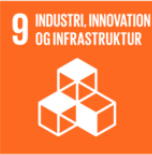 9 INDUSTRI, INNOVATION
OG INFRASTRUKTUR